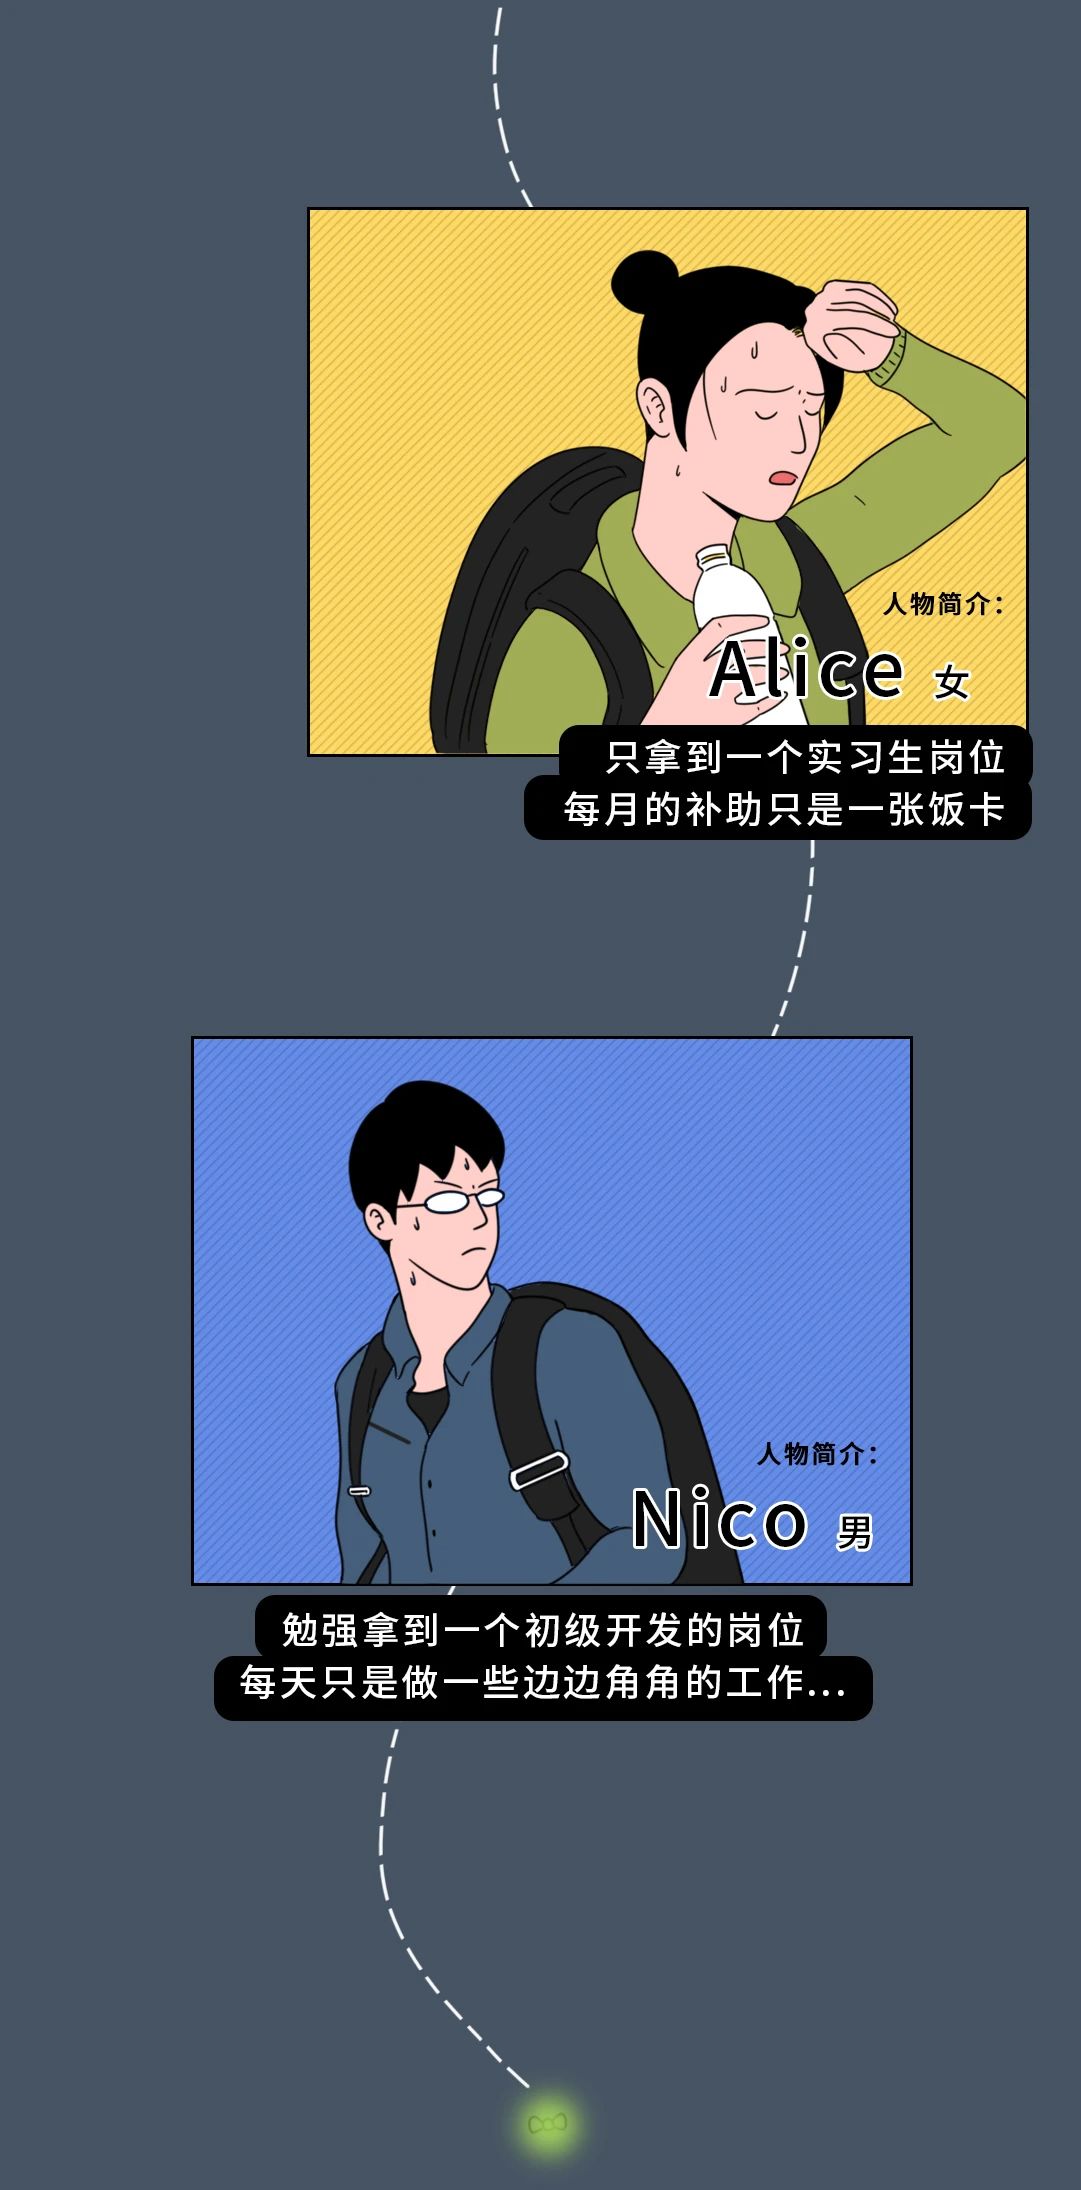 人物简介：
Alice 女
只拿到一个实习生岗位
每月的补助只是一张饭卡
人物简介：
Nico 男
勉强拿到一个初级开发的岗位
每天只是做一些边边角角的工作...